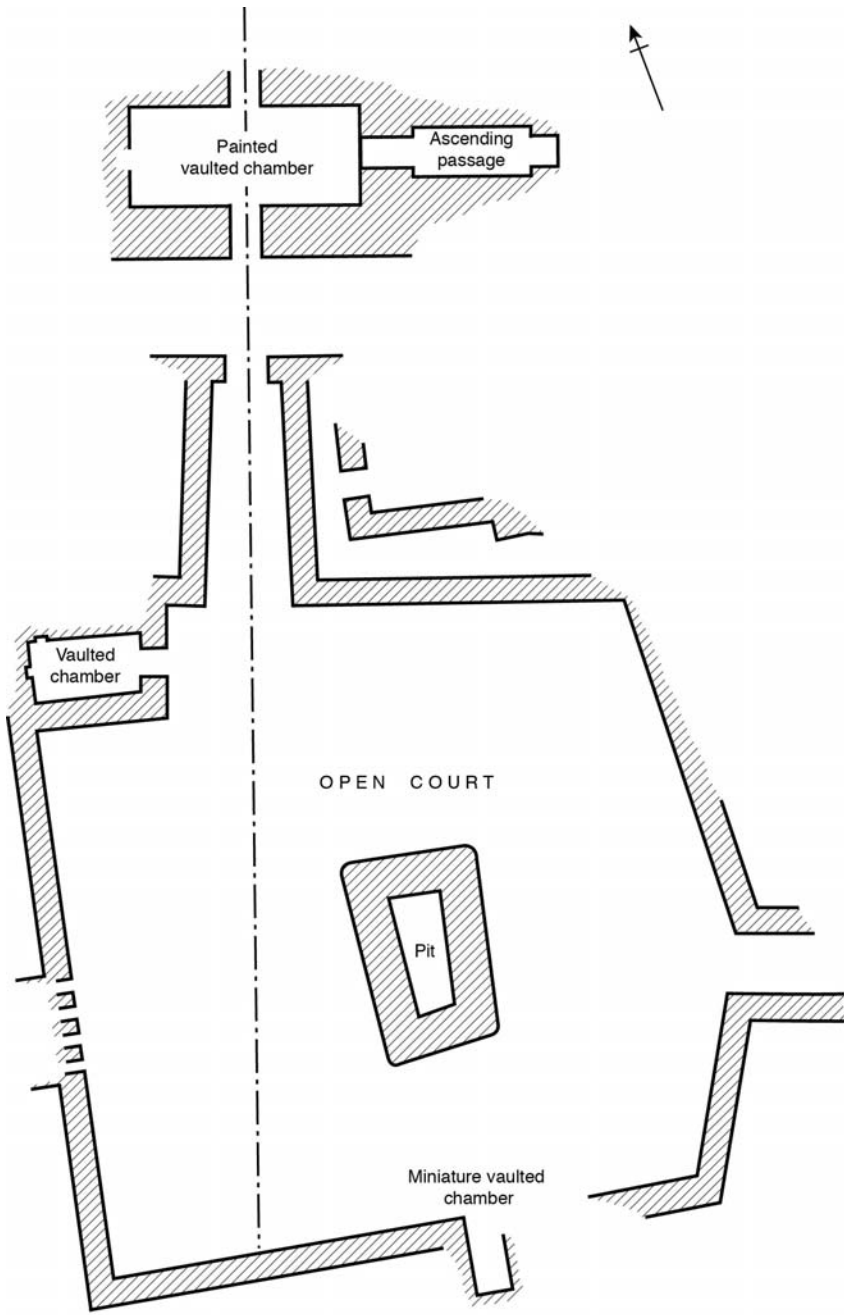 Painted
vaulted chamber
Ascending
passage
Vaulted
chamber
OPEN COURT
Pit
Miniature vaulted
chamber